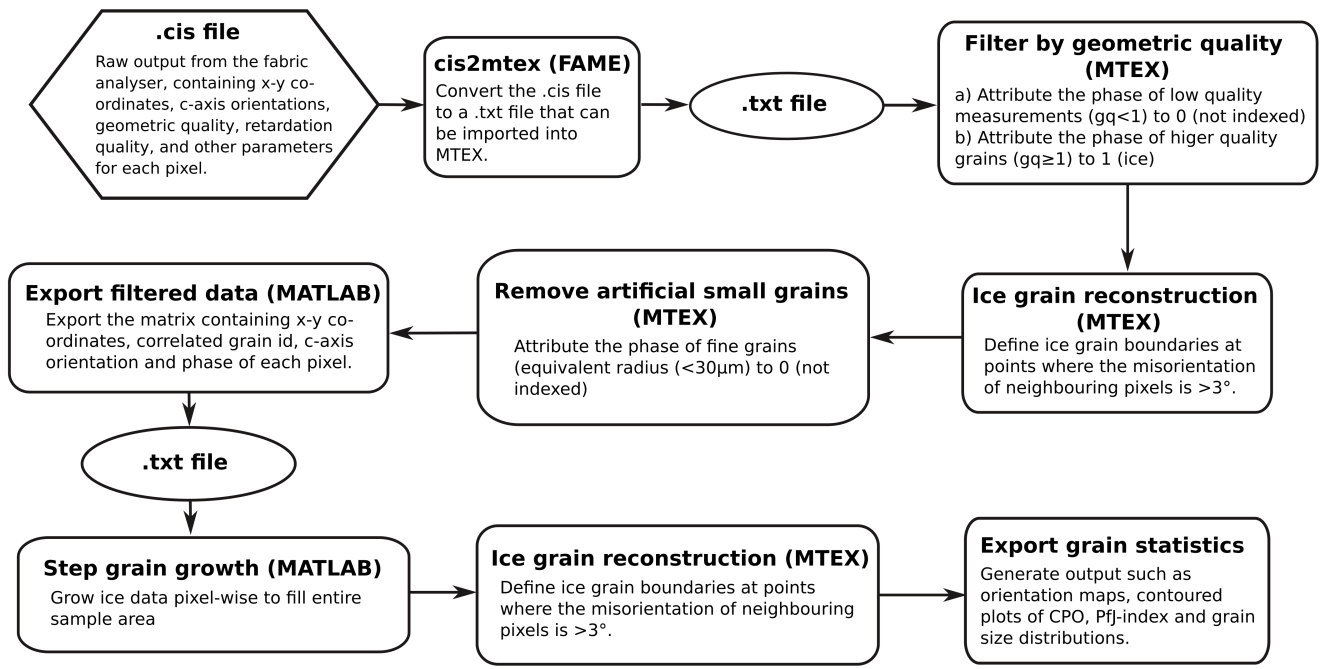 .cis file
Raw output from the fabric
analyser, containing x-y co-
ordinates, c-axis orientations,
geometric quality, retardation
quality, and other parameters
for each pixel.
cis2mtex (FAME)
Convert the .cis file
to a .txt file that can
be imported into
MTEX.
.txt file
Filter by geometric quality
(MTEX)
a) Attribute the phase of low quality
measurements (gq<1) to 0 (not indexed)
b) Attribute the phase of higer quality
grains (gq≥1) to 1 (ice)
Ice grain reconstruction
(MTEX)
Define ice grain boundaries at
points where the misorientation
of neighbouring pixels is >3°.
Remove artificial small grains
(MTEX)
Attribute the phase of fine grains
(equivalent radius (<30μm) to 0 (not
indexed)
Export filtered data (MATLAB)
Export the matrix containing x-y co-
ordinates, correlated grain id, c-axis
orientation and phase of each pixel.
.txt file
Step grain growth (MATLAB)
Grow ice data pixel-wise to fill entire
sample area
Ice grain reconstruction (MTEX)
Define ice grain boundaries at points
where the misorientation of neighbouring
pixels is >3°.
Export grain statistics
Generate output such as
orientation maps, contoured
plots of CPO, PfJ-index and grain
size distributions.